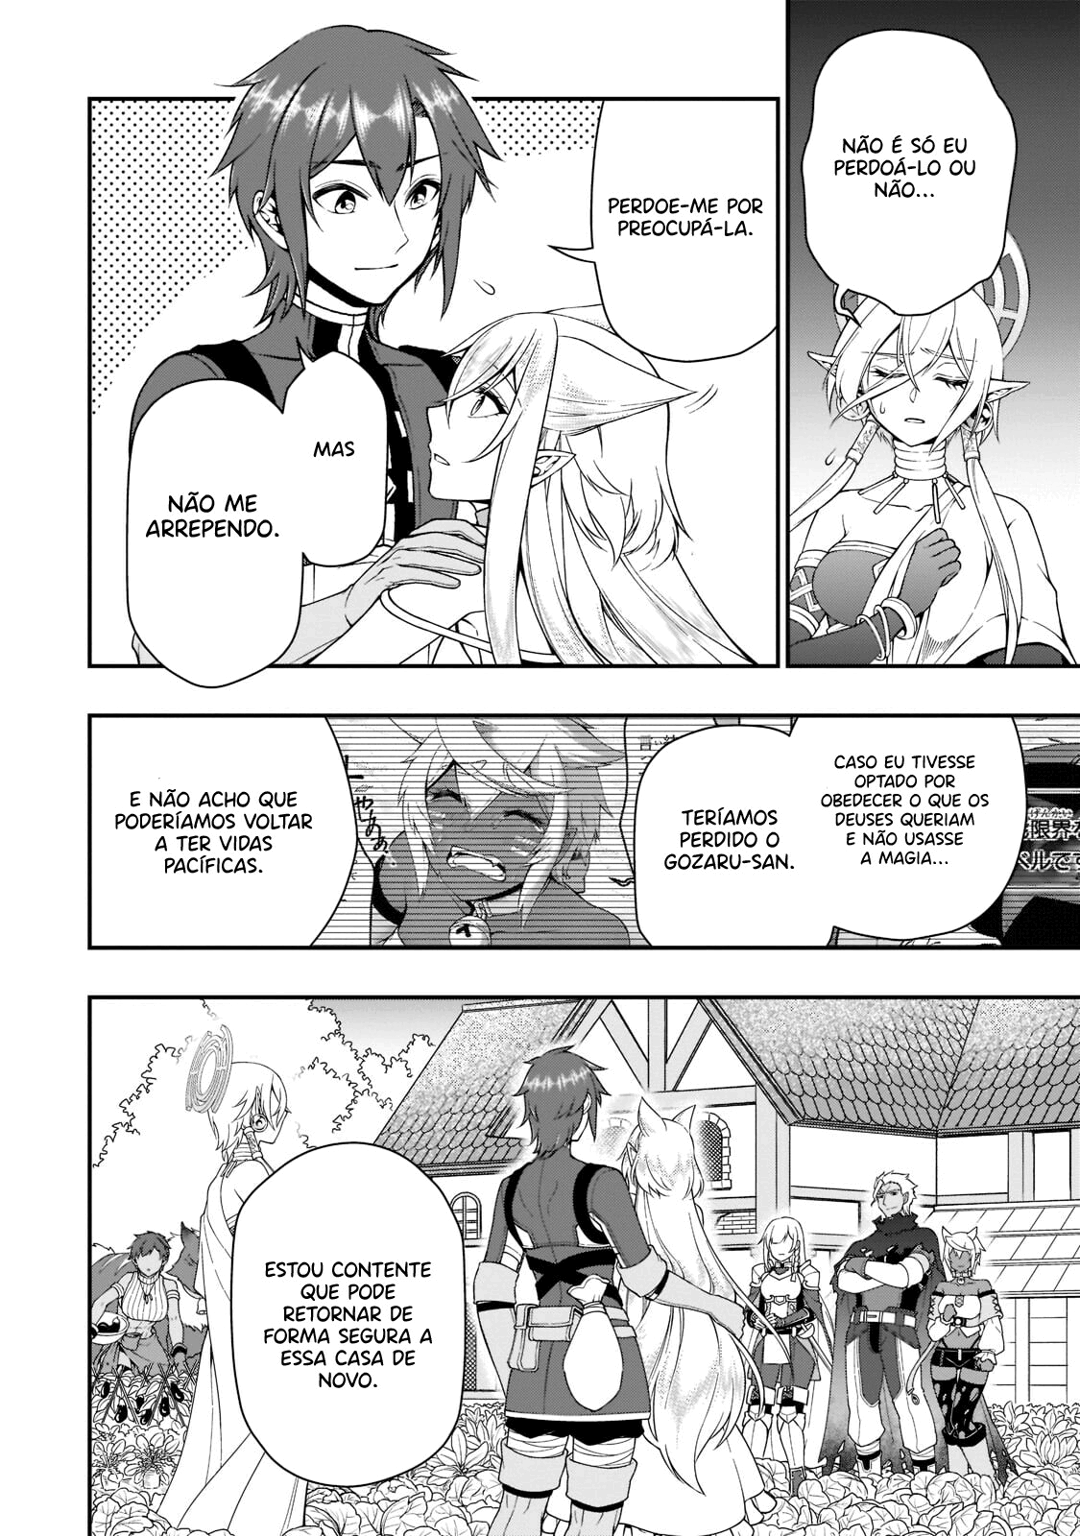 NÃO É SÓ EU
PERDOÁ-LO OU
NÃO...
PERDOE-ME POR
PREOCUPÁ-LA.
MAS
NÃO ME
ARREPENDO.
CASO EU TIVESSE
OPTADO POR
OBEDECER O QUE OS
DEUSES QUERIAM
E NÃO USASSE
A MAGIA...
TERÍAMOS
PERDIDO O
GOZARU-SAN.
E NÃO ACHO QUE
PODERÍAMOS VOLTAR
A TER VIDAS
PACÍFICAS.
ESTOU CONTENTE
QUE PODE
RETORNAR DE
FORMA SEGURA A
ESSA CASA DE
NOVO.